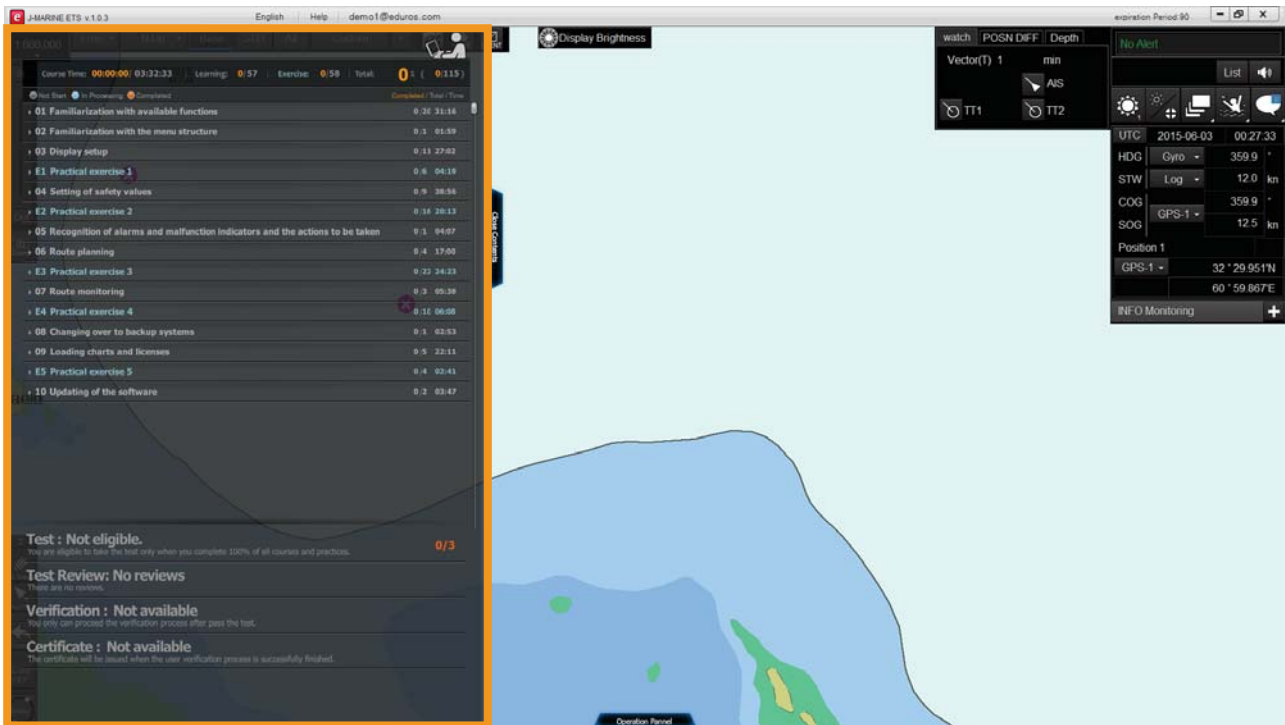 J-MARINE ETS v.1.0.3 English Help demo1@eduros.com expiration Period:90
1:600,000
Course Time: 00:00:00/ 03:32:33 Learning: 0/57 Exercise: 0/58 Total: 0% ( 0/115)
Not Start In Processing Completed Completed / Total / Time
01 Familiarization with available functions 31:16
02 Familiarization with the menu structure 0/1 01:59
03 Display setup 0/11 27:02
E1 Practical exercise 1 0/6 04:18
04 Setting of safety values 0/9 38:56
E2 Practical exercise 2 0/16 20:13
05 Recognition of alarms and malfunction indicators and the actions to be taken 0/1 04:07
06 Route planning 0/4 17:00
E3 Practical exercise 3 0/22 24:23
07 Route monitoring 0/3 05:36
E4 Practical exercise 4 0/10 06:08
08 Changing over to backup systems 0/1 02:53
09 Loading charts and licenses 0/5 22:11
E5 Practical exercise 5 0/4 02:41
10 Updating of the software 0/2 03:47
Test : Not eligible. 0/3
You are eligible to take the test only when you complete 100% of all courses and practices.
Test Review: No reviews
There are no reviews.
Verification : Not available
You only can proceed the verification process after pass the test.
Certificate : Not available
The certificate will be issued when the user verification process is successfully finished.
Close Contents
Display Brightness
Operation Pannel
watch POSN DIFF Depth
Vector(T) 1 min
AIS
TT1 TT2
No Alert
List
UTC 2015-06-03 00:27:33
HDG Gyro 359.9 °
STW Log 12.0 kn
COG 359.9 °
GPS-1
SOG 12.5 kn
Position 1
GPS-1 32 ° 29.951'N
60 ° 59.867'E
INFO Monitoring +